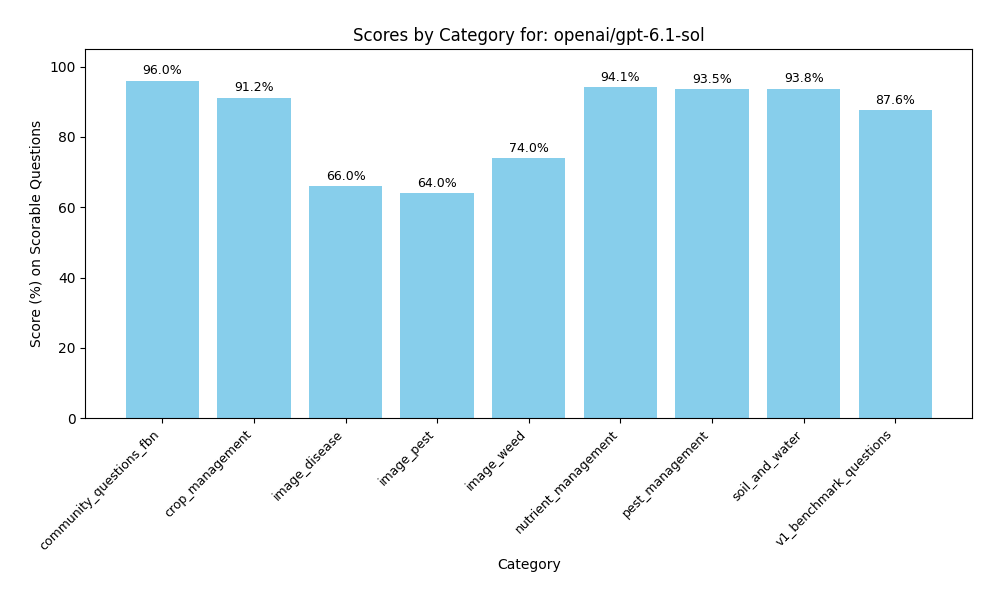 Scores by Category for: openai/gpt-6.1-sol
Score (%) on Scorable Questions
100
80
60
40
20
0
96.0%
91.2%
66.0%
64.0%
74.0%
94.1%
93.5%
93.8%
87.6%
community_questions_fbn
crop_management
image_disease
image_pest
image_weed
nutrient_management
pest_management
soil_and_water
v1_benchmark_questions
Category